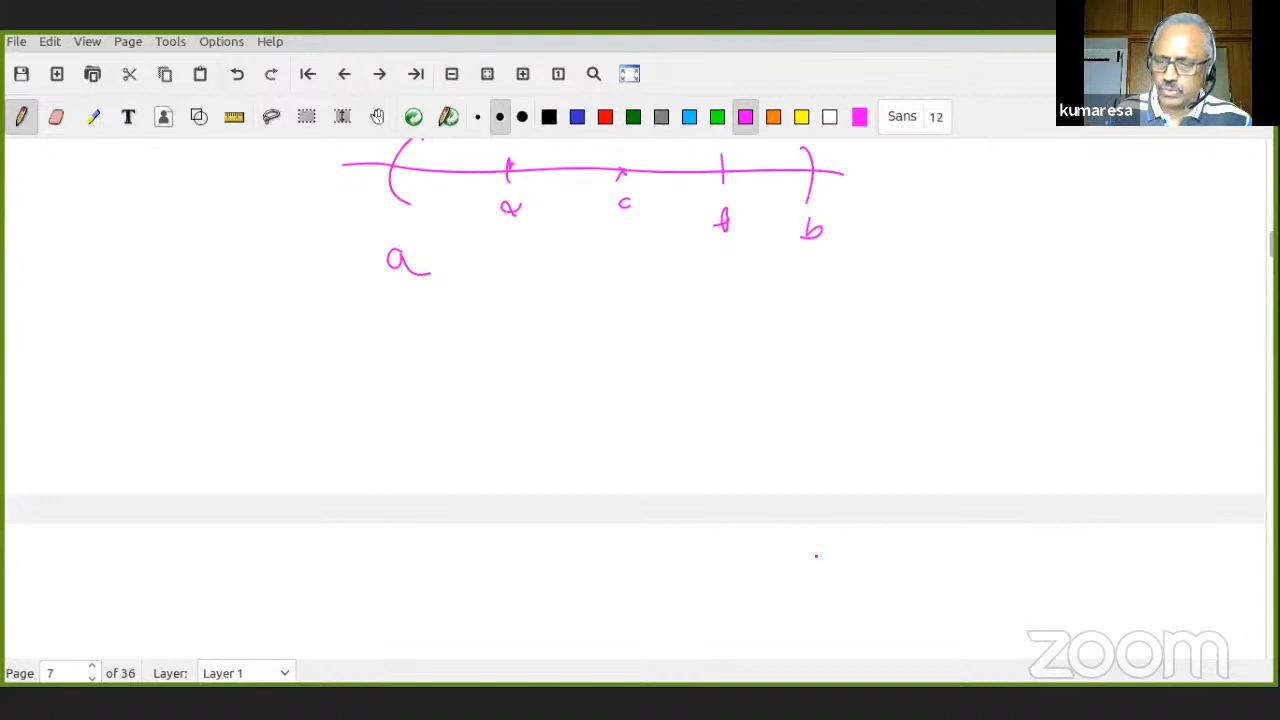 File Edit View Page Tools Options Help
kumaresa
Sans 12
α c b
a
Page 7 of 36 Layer: Layer 1
zoom